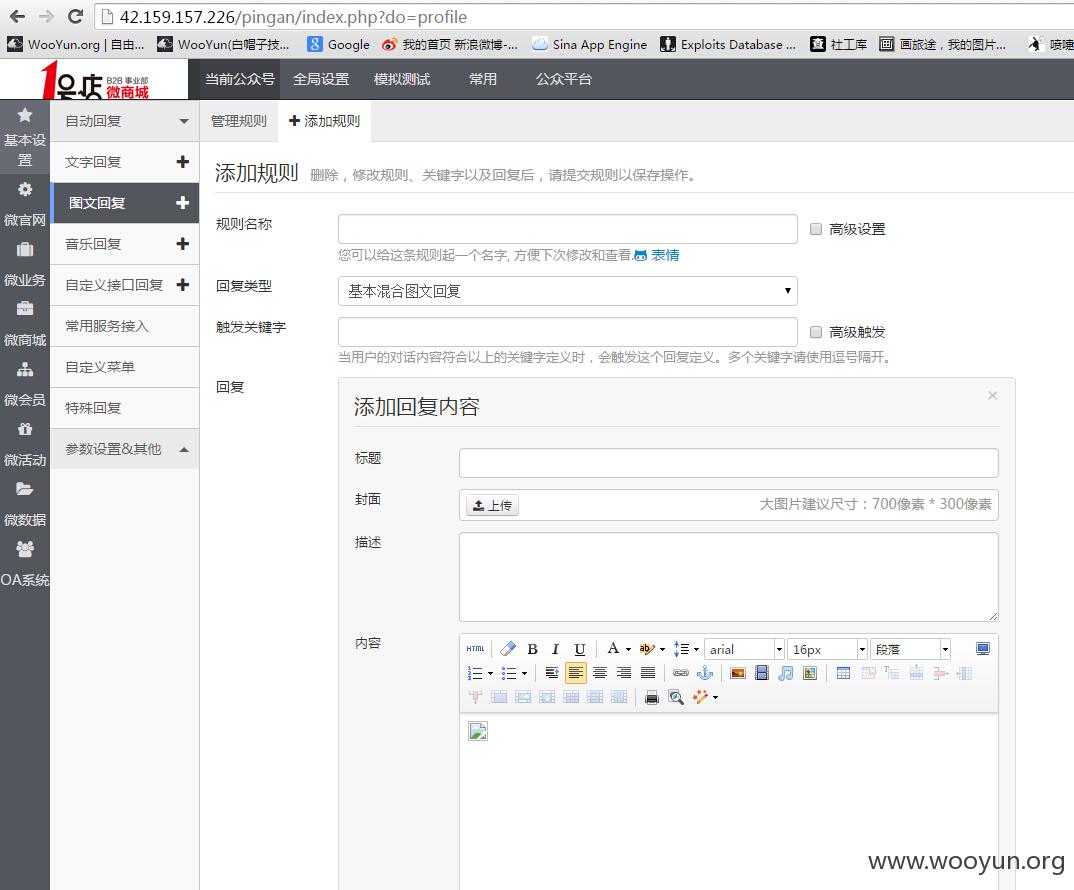 42.159.157.226/pingan/index.php?do=profile
WooYun.org | 自由... WooYun(白帽子技... Google 我的首页 新浪微博-... Sina App Engine Exploits Database ... 社工库 画旅途，我的图片... 喷嚏
1号店 B2B 事业部 微商城
当前公众号 全局设置 模拟测试 常用 公众平台
基本设置
微官网
微业务
微商城
微会员
微活动
微数据
OA系统
自动回复
文字回复
图文回复
音乐回复
自定义接口回复
常用服务接入
自定义菜单
特殊回复
参数设置&其他
管理规则 添加规则
添加规则 删除，修改规则、关键字以及回复后，请提交规则以保存操作。
规则名称 高级设置
您可以给这条规则起一个名字, 方便下次修改和查看. 表情
回复类型 基本混合图文回复
触发关键字 高级触发
当用户的对话内容符合以上的关键字定义时，会触发这个回复定义。多个关键字请使用逗号隔开。
回复
添加回复内容 ×
标题
封面 上传 大图片建议尺寸：700像素 * 300像素
描述
内容
HTML B I U A ab arial 16px 段落
www.wooyun.org